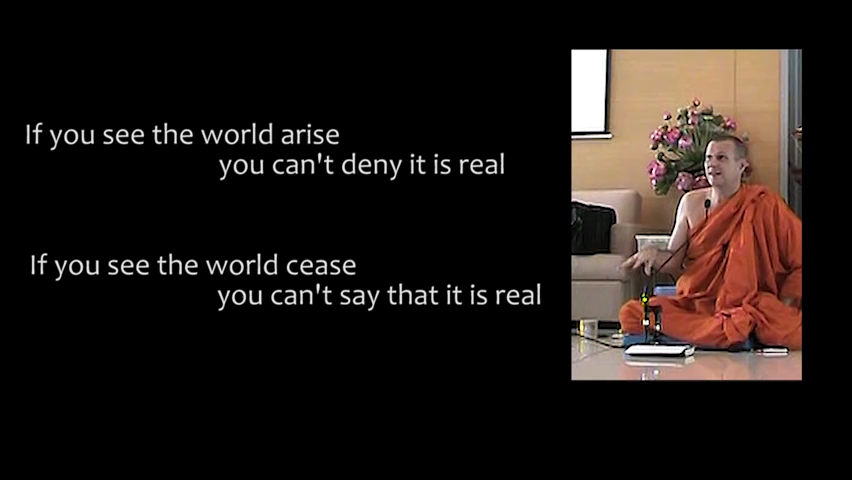 If you see the world arise
you can't deny it is real
If you see the world cease
you can't say that it is real